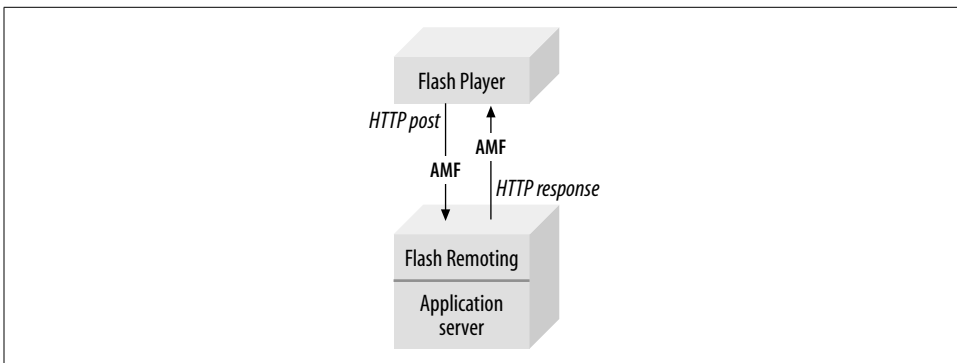 Flash Player
HTTP post
AMF
AMF
HTTP response
Flash Remoting
Application
server